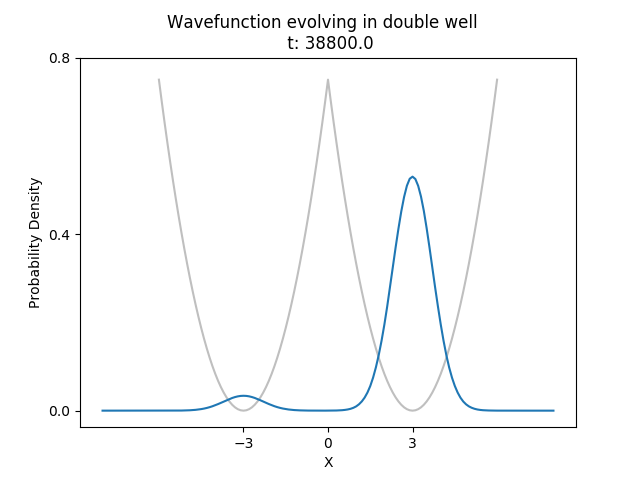 Wavefunction evolving in double well
t: 38800.0
0.8
0.4
0.0
Probability Density
−3 0 3
X